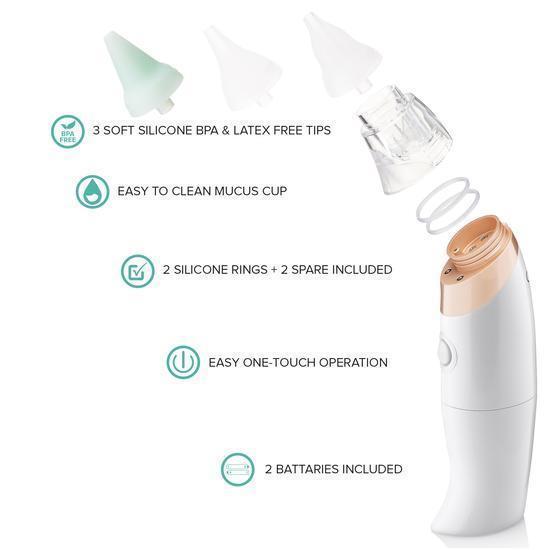 BPA
FREE
3 SOFT SILICONE BPA & LATEX FREE TIPS
EASY TO CLEAN MUCUS CUP
2 SILICONE RINGS + 2 SPARE INCLUDED
EASY ONE-TOUCH OPERATION
2 BATTARIES INCLUDED